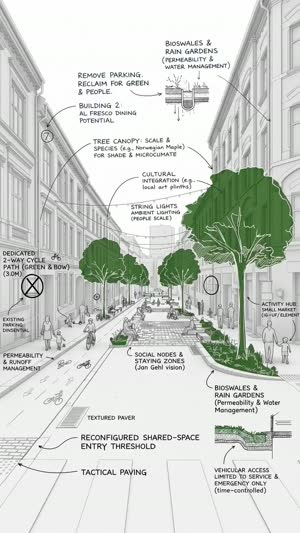 BIOSWALES &
RAIN GARDENS
(PERMEABILITY &
WATER MANAGEMENT)
REMOVE PARKING.
RECLAIM FOR GREEN
& PEOPLE.
BUILDING 2:
AL FRESCO DINING
POTENTIAL
7
TREE CANOPY: SCALE &
SPECIES (e.g., Norwegian Maple)
FOR SHADE & MICROCLIMATE
CULTURAL
INTEGRATION (e.g.,
local art plinths)
STRING LIGHTS
AMBIENT LIGHTING
(PEOPLE SCALE)
DEDICATED
2-WAY CYCLE
PATH (GREEN & BOW)
(3.0M)
EXISTING
PARKING
ACTIVITY HUB
SMALL MARKET
PERMEABILITY
& RUNOFF
MANAGEMENT
SOCIAL NODES &
STAYING ZONES
(Jan Gehl vision)
BIOSWALES &
RAIN GARDENS
(Permeability & Water
Management)
TEXTURED PAVER
RECONFIGURED SHARED-SPACE
ENTRY THRESHOLD
TACTICAL PAVING
VEHICULAR ACCESS
LIMITED TO SERVICE &
EMERGENCY ONLY
(time-controlled)